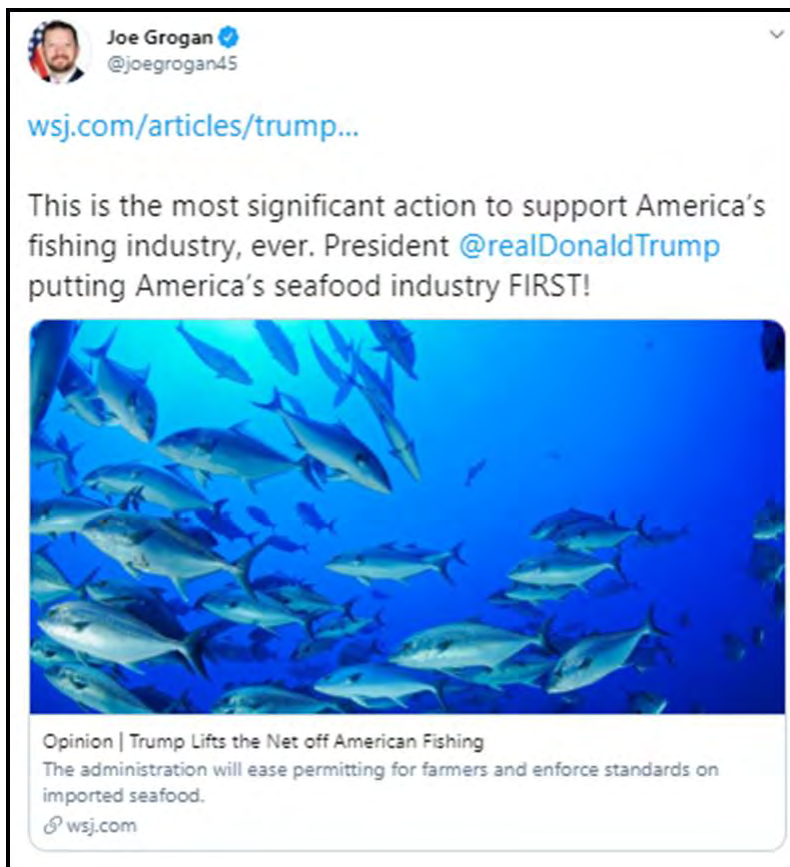 Joe Grogan
@joegrogan45
wsj.com/articles/trump...
This is the most significant action to support America's
fishing industry, ever. President @realDonaldTrump
putting America's seafood industry FIRST!
Opinion | Trump Lifts the Net off American Fishing
The administration will ease permitting for farmers and enforce standards on
imported seafood.
wsj.com